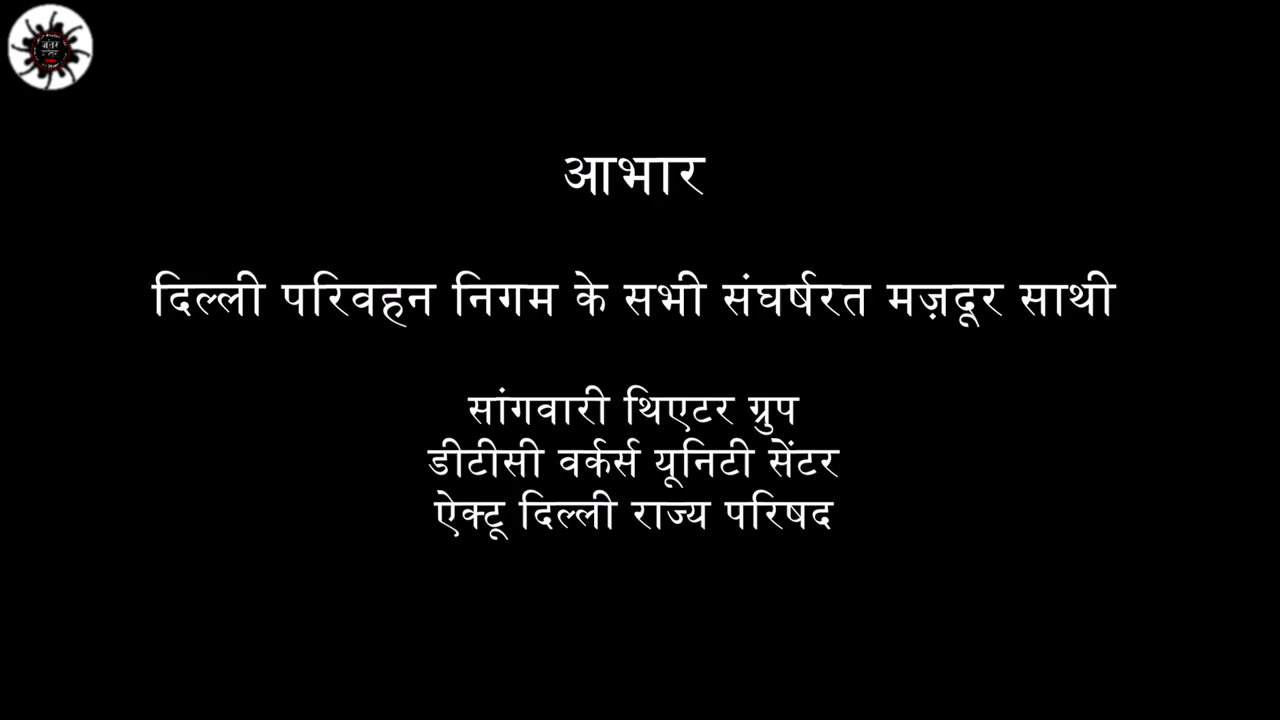 आभार
दिल्ली परिवहन निगम के सभी संघर्षरत मज़दूर साथी
सांगवारी थिएटर ग्रुप
डीटीसी वर्कर्स यूनिटी सेंटर
ऐक्टू दिल्ली राज्य परिषद